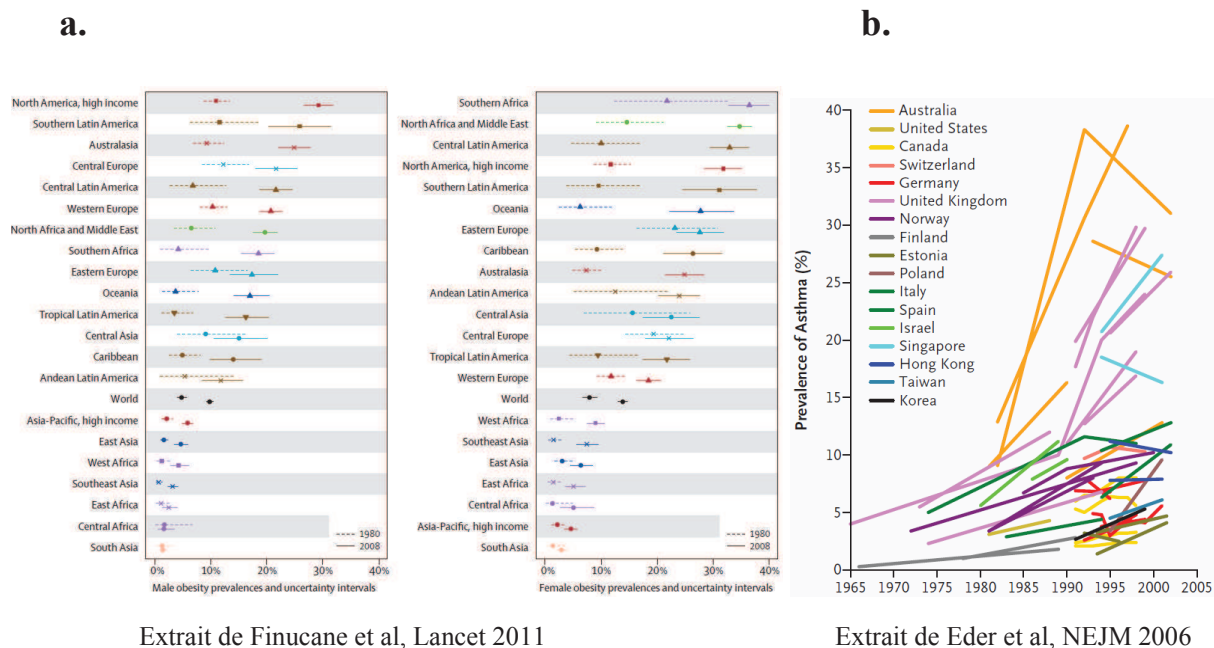 a.
b.
North America, high income
Southern Latin America
Australasia
Central Europe
Central Latin America
Western Europe
North Africa and Middle East
Southern Africa
Eastern Europe
Oceania
Tropical Latin America
Central Asia
Caribbean
Andean Latin America
World
Asia-Pacific, high income
East Asia
West Africa
Southeast Asia
East Africa
Central Africa
South Asia
1980
2008
0% 10% 20% 30% 40%
Male obesity prevalences and uncertainty intervals
Southern Africa
North Africa and Middle East
Central Latin America
North America, high income
Southern Latin America
Oceania
Eastern Europe
Caribbean
Australasia
Andean Latin America
Central Asia
Central Europe
Tropical Latin America
Western Europe
World
West Africa
Southeast Asia
East Asia
East Africa
Central Africa
Asia-Pacific, high income
South Asia
1980
2008
0% 10% 20% 30% 40%
Female obesity prevalences and uncertainty intervals
Prevalence of Asthma (%)
40
35
30
25
20
15
10
5
0
Australia
United States
Canada
Switzerland
Germany
United Kingdom
Norway
Finland
Estonia
Poland
Italy
Spain
Israel
Singapore
Hong Kong
Taiwan
Korea
1965 1970 1975 1980 1985 1990 1995 2000 2005
Extrait de Finucane et al, Lancet 2011
Extrait de Eder et al, NEJM 2006